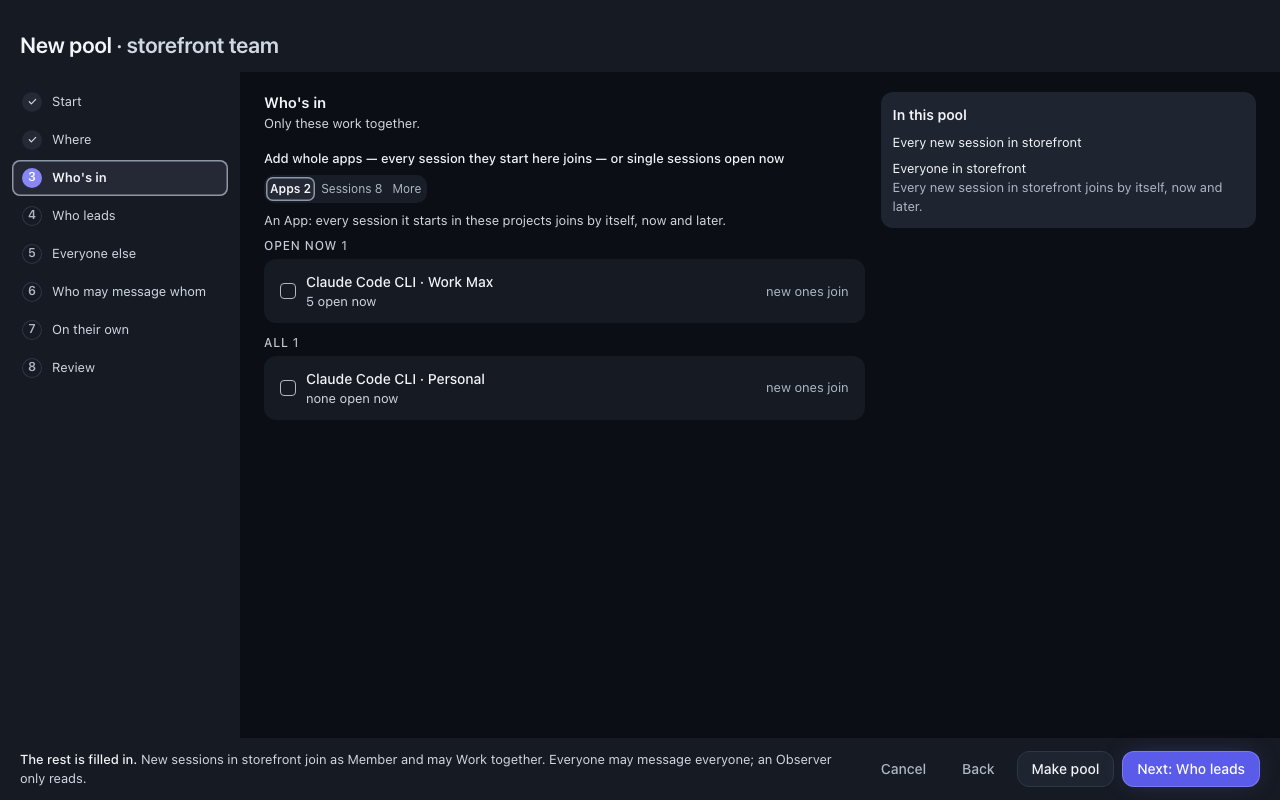 New pool · storefront team
Start
Where
3 Who's in
4 Who leads
5 Everyone else
6 Who may message whom
7 On their own
8 Review
Who's in
Only these work together.
Add whole apps — every session they start here joins — or single sessions open now
Apps 2 Sessions 8 More
An App: every session it starts in these projects joins by itself, now and later.
OPEN NOW 1
Claude Code CLI · Work Max
5 open now
new ones join
ALL 1
Claude Code CLI · Personal
none open now
new ones join
In this pool
Every new session in storefront
Everyone in storefront
Every new session in storefront joins by itself, now and
later.
The rest is filled in. New sessions in storefront join as Member and may Work together. Everyone may message everyone; an Observer
only reads.
Cancel Back Make pool Next: Who leads